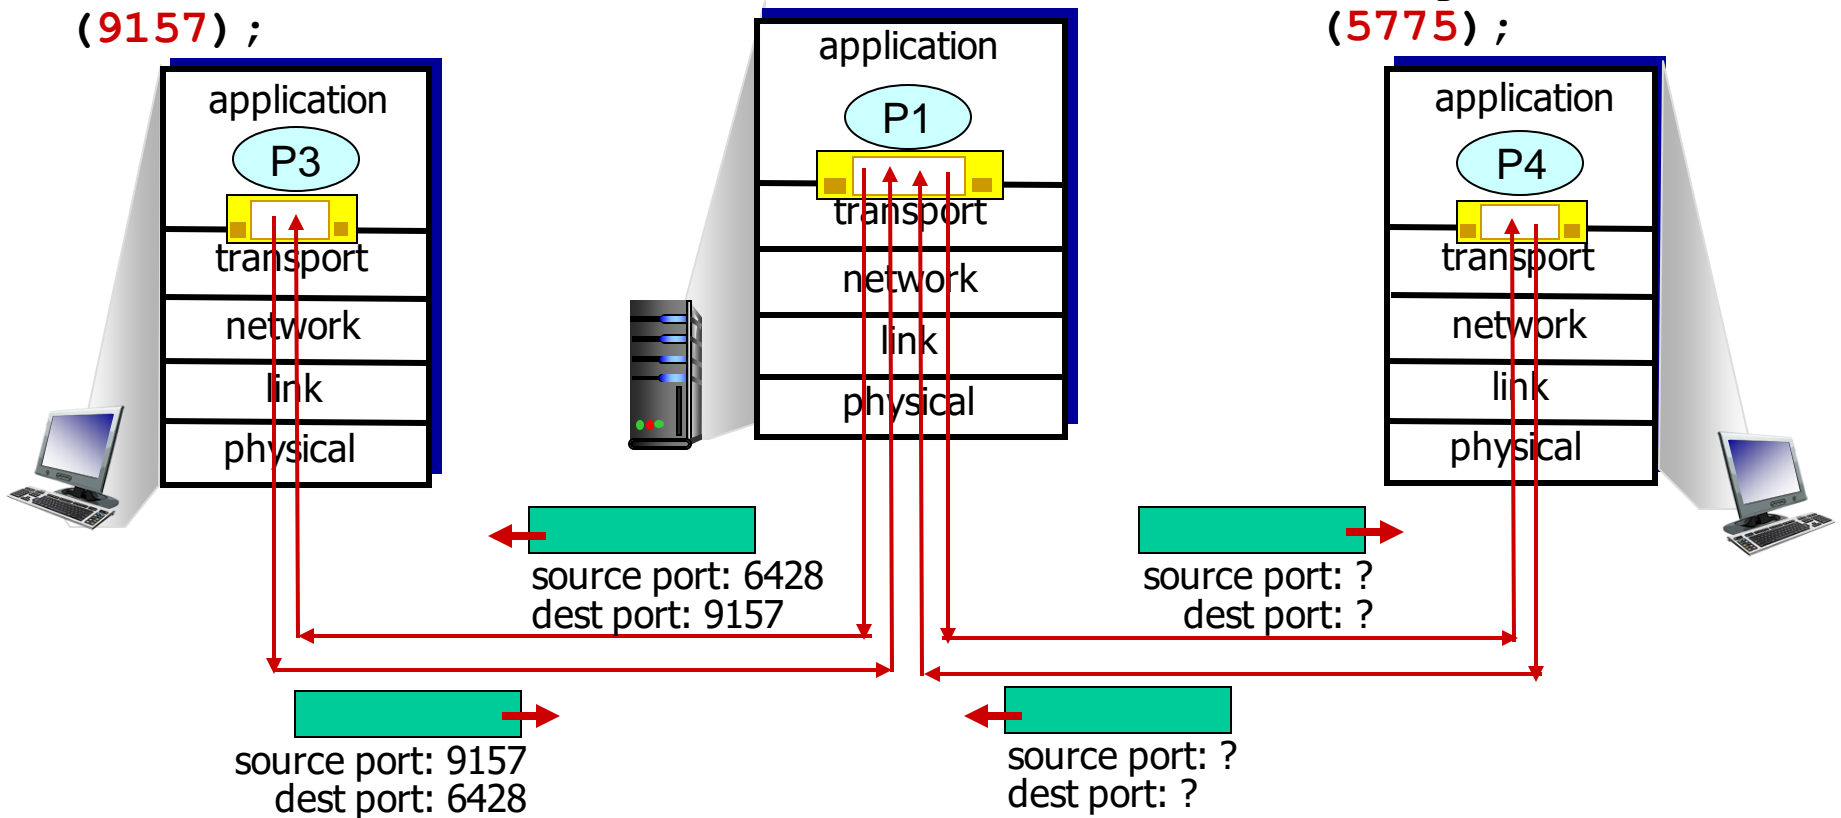 (9157);
application
P3
transport
network
link
physical
application
P1
transport
network
link
physical
(5775);
application
P4
transport
network
link
physical
source port: 6428
dest port: 9157
source port: ?
dest port: ?
source port: 9157
dest port: 6428
source port: ?
dest port: ?